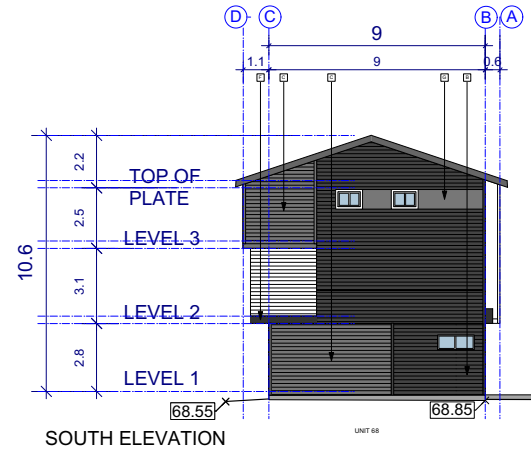 D C B A
9
1.1 9 0.6
F C C G B
2.2
TOP OF
PLATE
2.5
LEVEL 3
10.6
3.1
LEVEL 2
2.8
LEVEL 1
68.55
68.85
SOUTH ELEVATION
UNIT 68